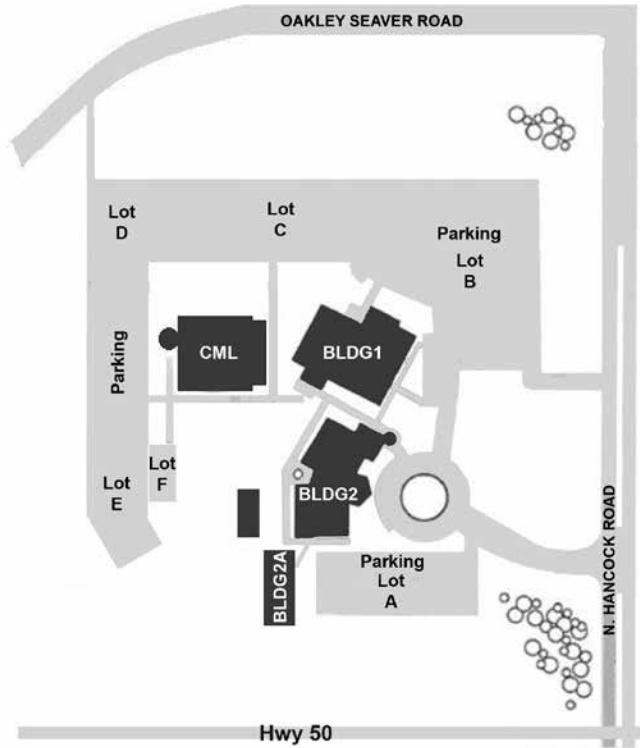 OAKLEY SEAVER ROAD
Lot
D
Lot
C
Parking
Lot
B
Parking
CML
BLDG1
Lot
E
Lot
F
BLDG2
BLDG2A
Parking
Lot
A
N. HANCOCK ROAD
Hwy 50